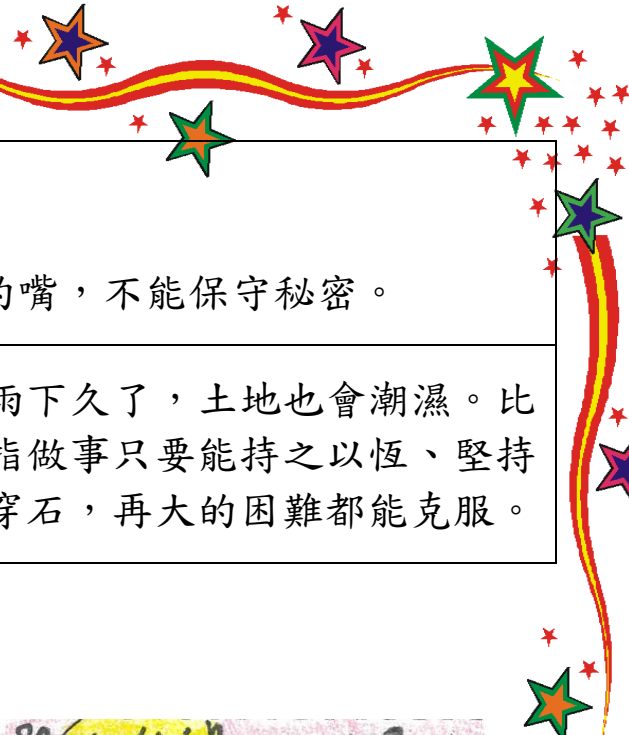 的嘴，不能保守秘密。
雨下久了，土地也會潮濕。比
指做事只要能持之以恆、堅持
穿石，再大的困難都能克服。